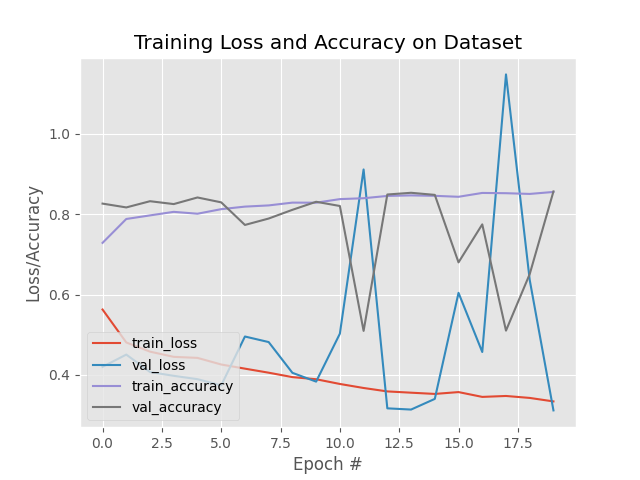 Training Loss and Accuracy on Dataset
Loss/Accuracy
1.0
0.8
0.6
0.4
train_loss
val_loss
train_accuracy
val_accuracy
0.0 2.5 5.0 7.5 10.0 12.5 15.0 17.5
Epoch #